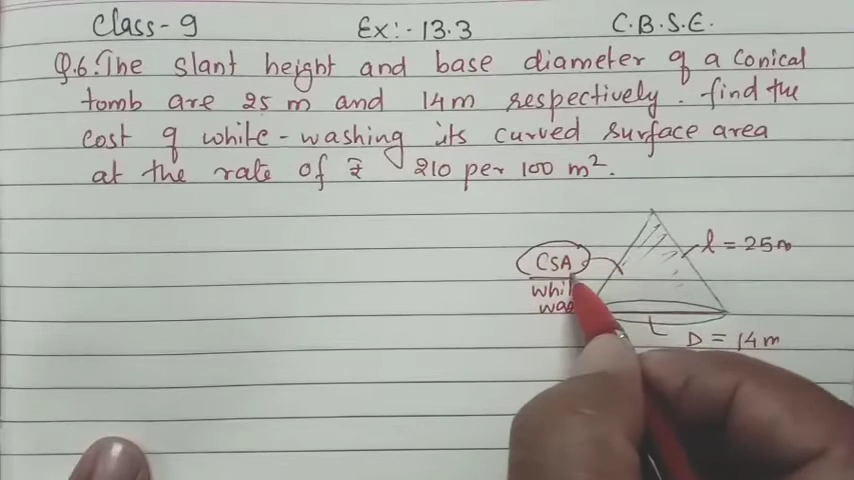 Class-9 Ex:-13.3 C.B.S.E.
Q.6. The slant height and base diameter of a conical
tomb are 25 m and 14m respectively. find the
cost of white-washing its curved surface area
at the rate of ₹ 210 per 100 m².
l = 25m
CSA
D = 14m